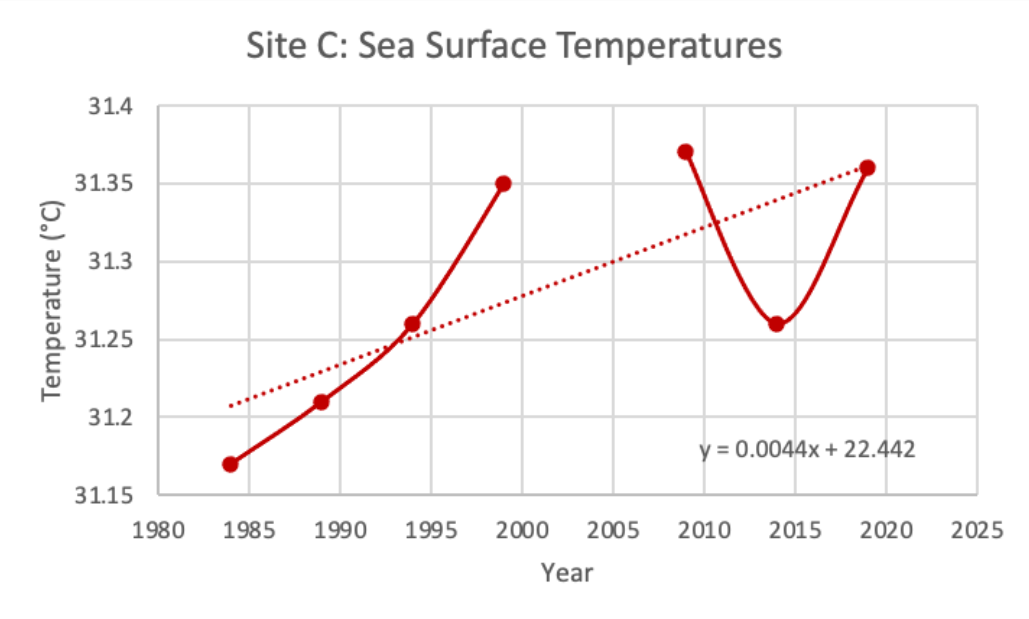 Site C: Sea Surface Temperatures
31.4
31.35
31.3
31.25
31.2
31.15
Temperature (°C)
y = 0.0044x + 22.442
1980 1985 1990 1995 2000 2005 2010 2015 2020 2025
Year